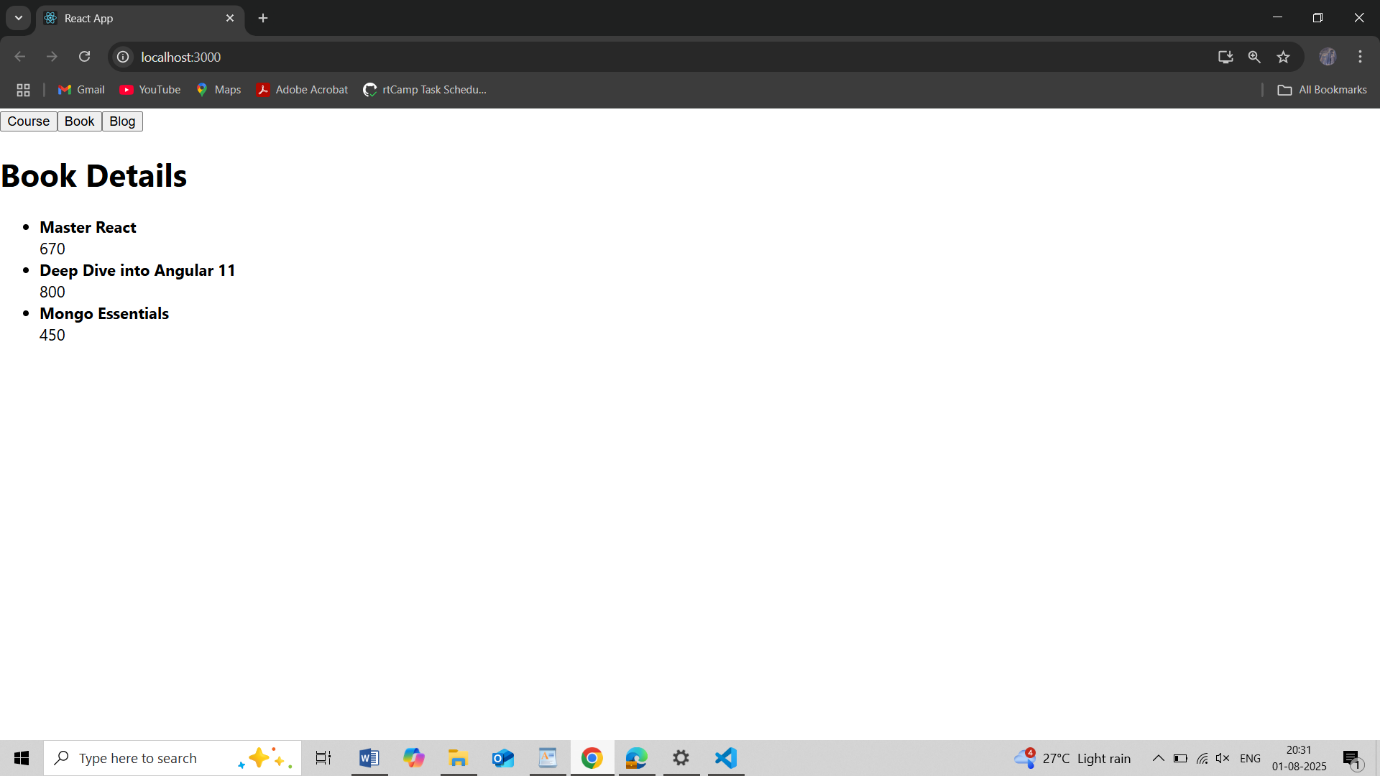 React App
localhost:3000
Gmail
YouTube
Maps
Adobe Acrobat
rtCamp Task Schedu...
All Bookmarks
Course Book Blog
Book Details
Master React
670
Deep Dive into Angular 11
800
Mongo Essentials
450
Type here to search
4
27°C Light rain
ENG
20:31
01-08-2025
1